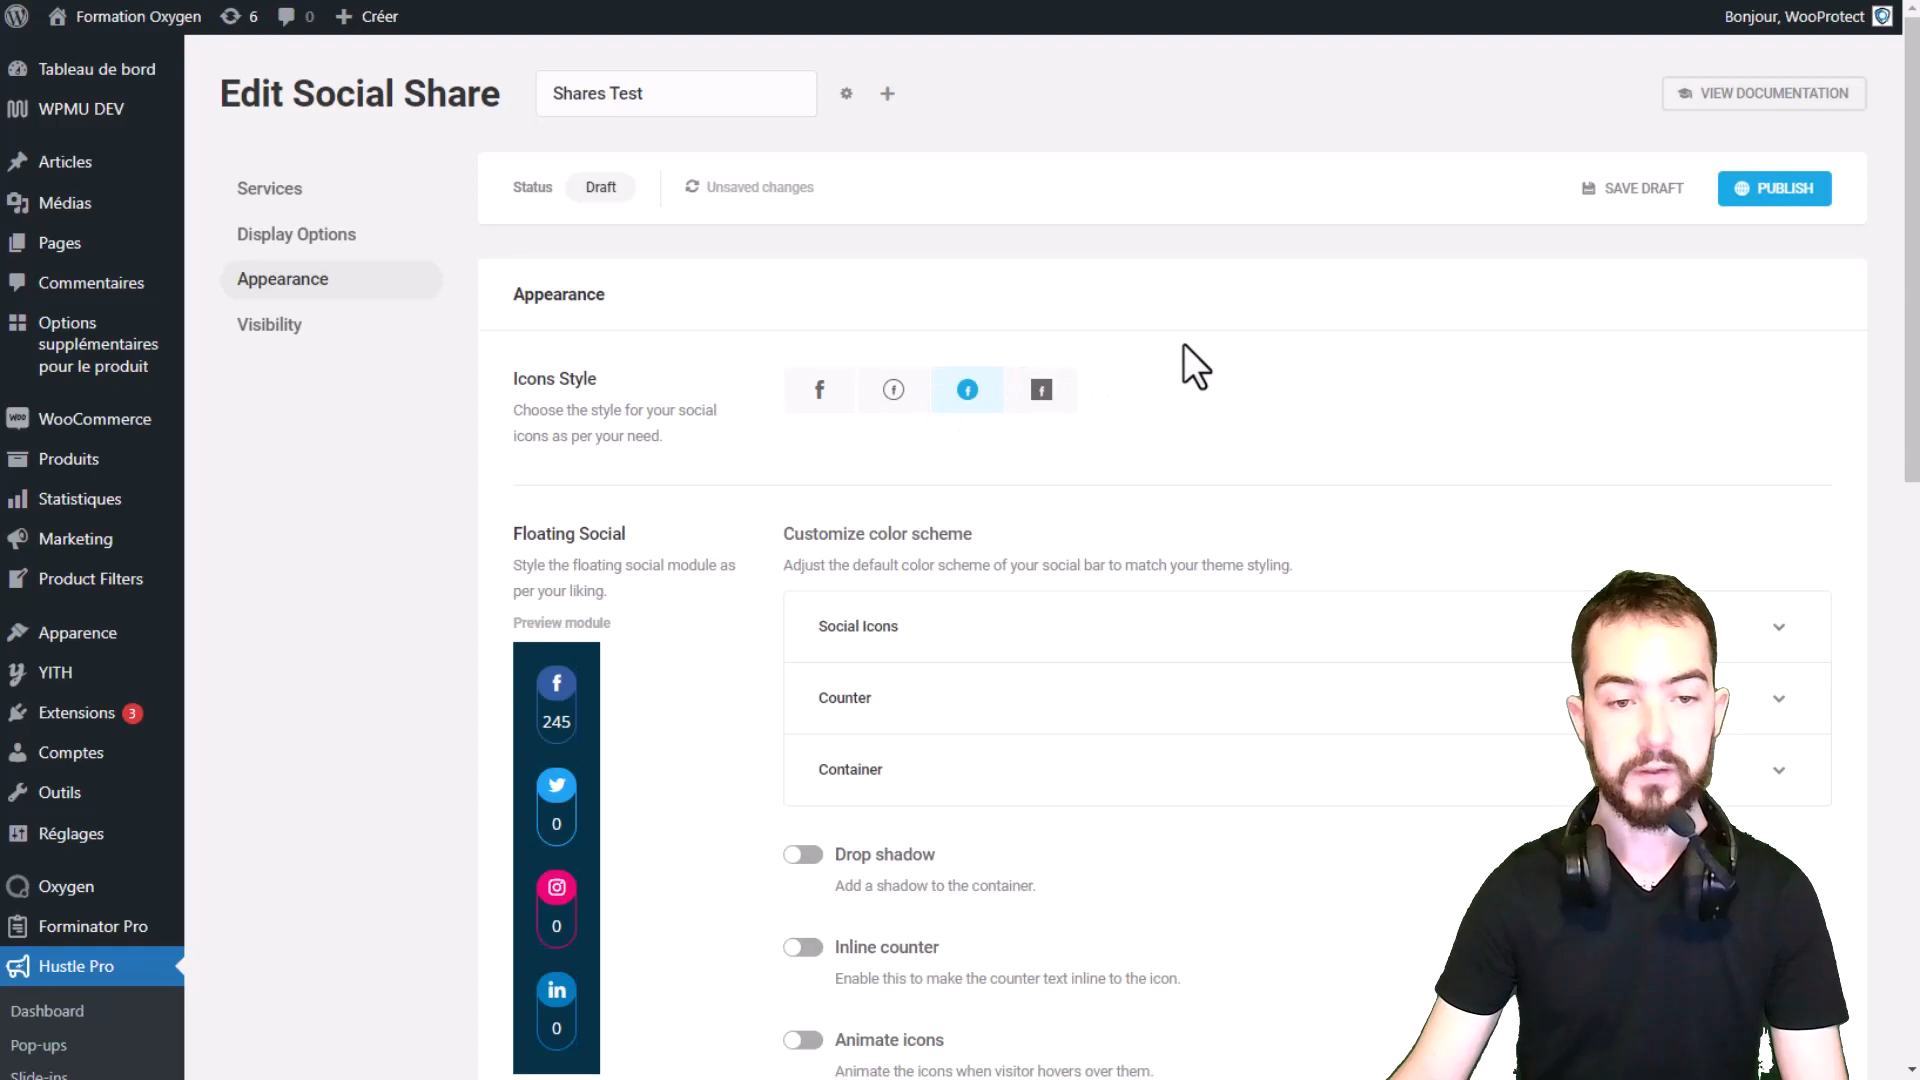 Formation Oxygen 6 0 Créer Bonjour, WooProtect
Tableau de bord
WPMU DEV
Articles
Médias
Pages
Commentaires
Options
supplémentaires
pour le produit
WooCommerce
Produits
Statistiques
Marketing
Product Filters
Apparence
YITH
Extensions 3
Comptes
Outils
Réglages
Oxygen
Forminator Pro
Hustle Pro
Dashboard
Pop-ups
Slide-ins
Edit Social Share Shares Test VIEW DOCUMENTATION
Services
Display Options
Appearance
Visibility
Status Draft Unsaved changes SAVE DRAFT PUBLISH
Appearance
Icons Style
Choose the style for your social
icons as per your need.
Floating Social
Style the floating social module as
per your liking.
Preview module
245
0
0
0
Customize color scheme
Adjust the default color scheme of your social bar to match your theme styling.
Social Icons
Counter
Container
Drop shadow
Add a shadow to the container.
Inline counter
Enable this to make the counter text inline to the icon.
Animate icons
Animate the icons when visitor hovers over them.